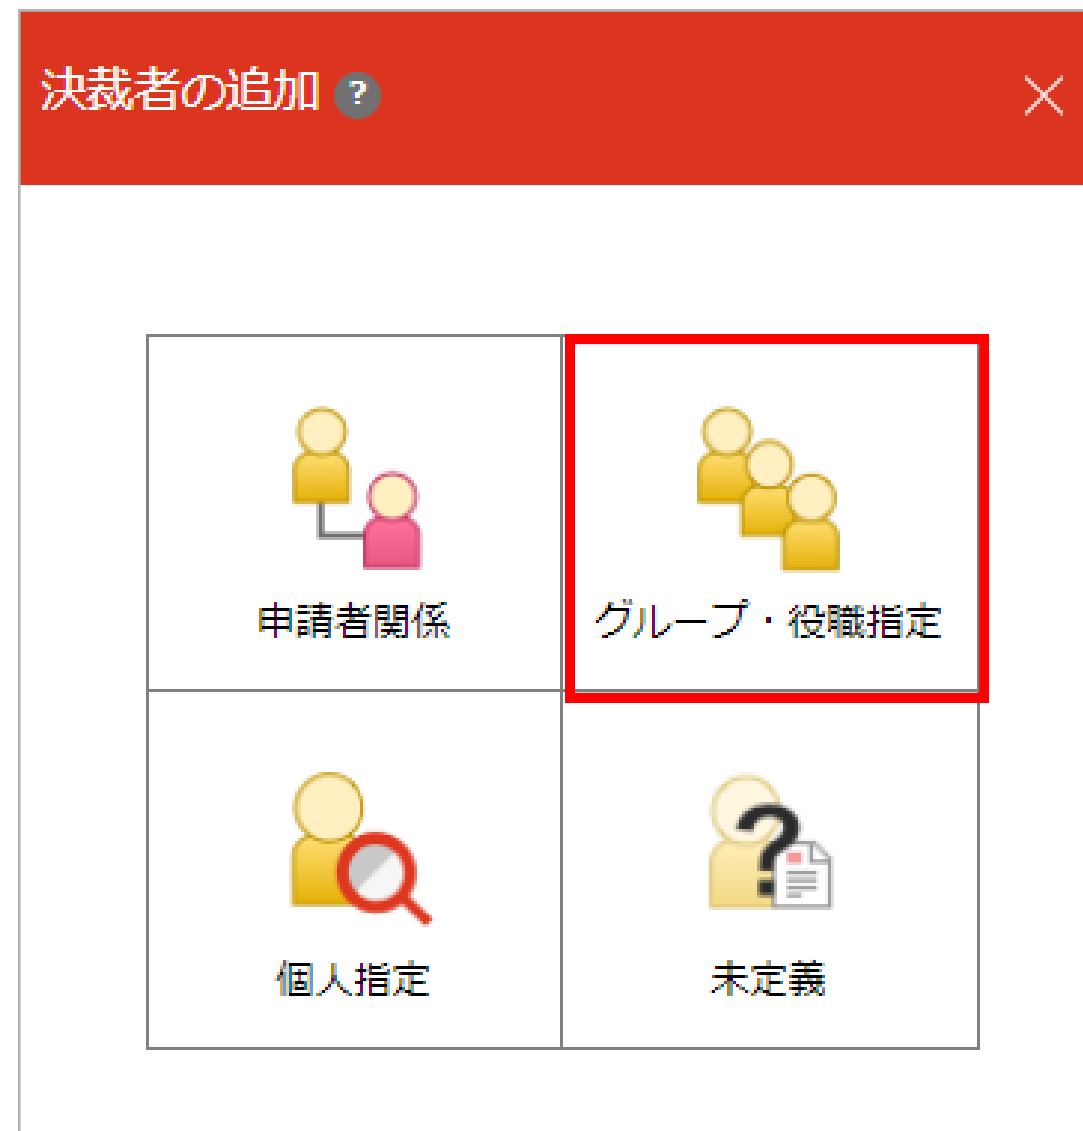 決裁者の追加 ?
申請者関係
グループ・役職指定
個人指定
未定義